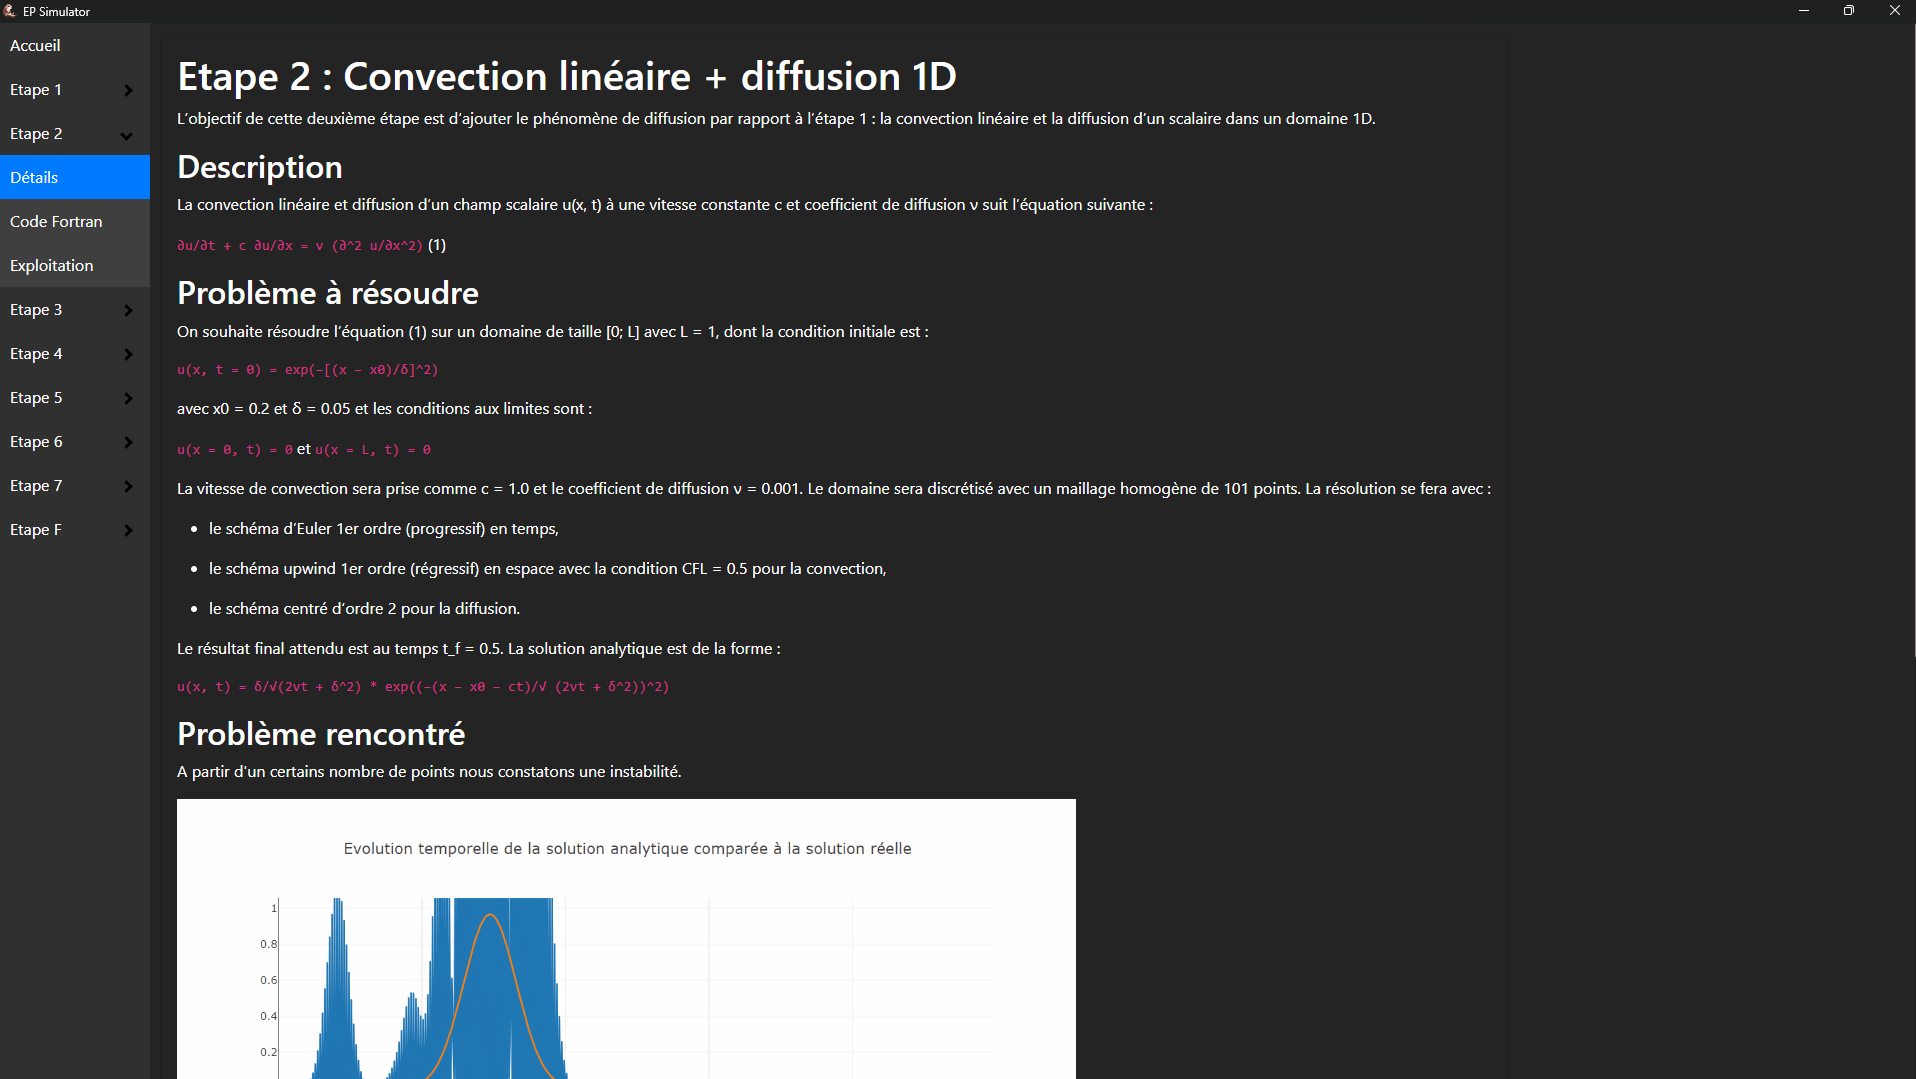 EP Simulator
Accueil
Etape 1
Etape 2
Détails
Code Fortran
Exploitation
Etape 3
Etape 4
Etape 5
Etape 6
Etape 7
Etape F
Etape 2 : Convection linéaire + diffusion 1D
L'objectif de cette deuxième étape est d'ajouter le phénomène de diffusion par rapport à l'étape 1 : la convection linéaire et la diffusion d'un scalaire dans un domaine 1D.
Description
La convection linéaire et diffusion d'un champ scalaire u(x, t) à une vitesse constante c et coefficient de diffusion ν suit l'équation suivante :
∂u/∂t + c ∂u/∂x = ν (∂^2 u/∂x^2) (1)
Problème à résoudre
On souhaite résoudre l'équation (1) sur un domaine de taille [0; L] avec L = 1, dont la condition initiale est :
u(x, t = 0) = exp(−[(x − x0)/δ]^2)
avec x0 = 0.2 et δ = 0.05 et les conditions aux limites sont :
u(x = 0, t) = 0 et u(x = L, t) = 0
La vitesse de convection sera prise comme c = 1.0 et le coefficient de diffusion ν = 0.001. Le domaine sera discrétisé avec un maillage homogène de 101 points. La résolution se fera avec :
• le schéma d'Euler 1er ordre (progressif) en temps,
• le schéma upwind 1er ordre (régressif) en espace avec la condition CFL = 0.5 pour la convection,
• le schéma centré d'ordre 2 pour la diffusion.
Le résultat final attendu est au temps t_f = 0.5. La solution analytique est de la forme :
u(x, t) = δ/√(2νt + δ^2) * exp((−(x − x0 − ct)/√ (2νt + δ^2))^2)
Problème rencontré
A partir d'un certains nombre de points nous constatons une instabilité.
Evolution temporelle de la solution analytique comparée à la solution réelle
1
0.8
0.6
0.4
0.2